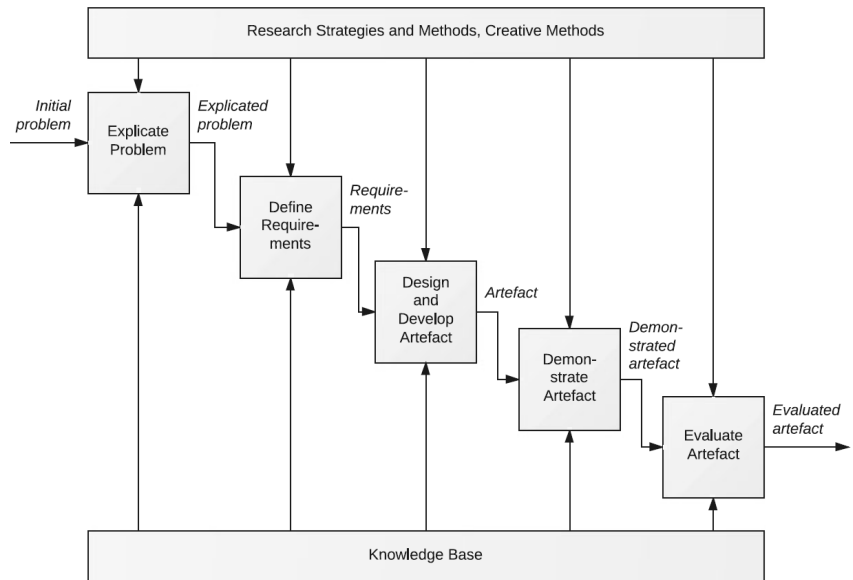 Research Strategies and Methods, Creative Methods
Initial
problem
Explicate
Problem
Explicated
problem
Define
Require-
ments
Require-
ments
Design
and
Develop
Artefact
Artefact
Demon-
strate
Artefact
Demon-
strated
artefact
Evaluate
Artefact
Evaluated
artefact
Knowledge Base